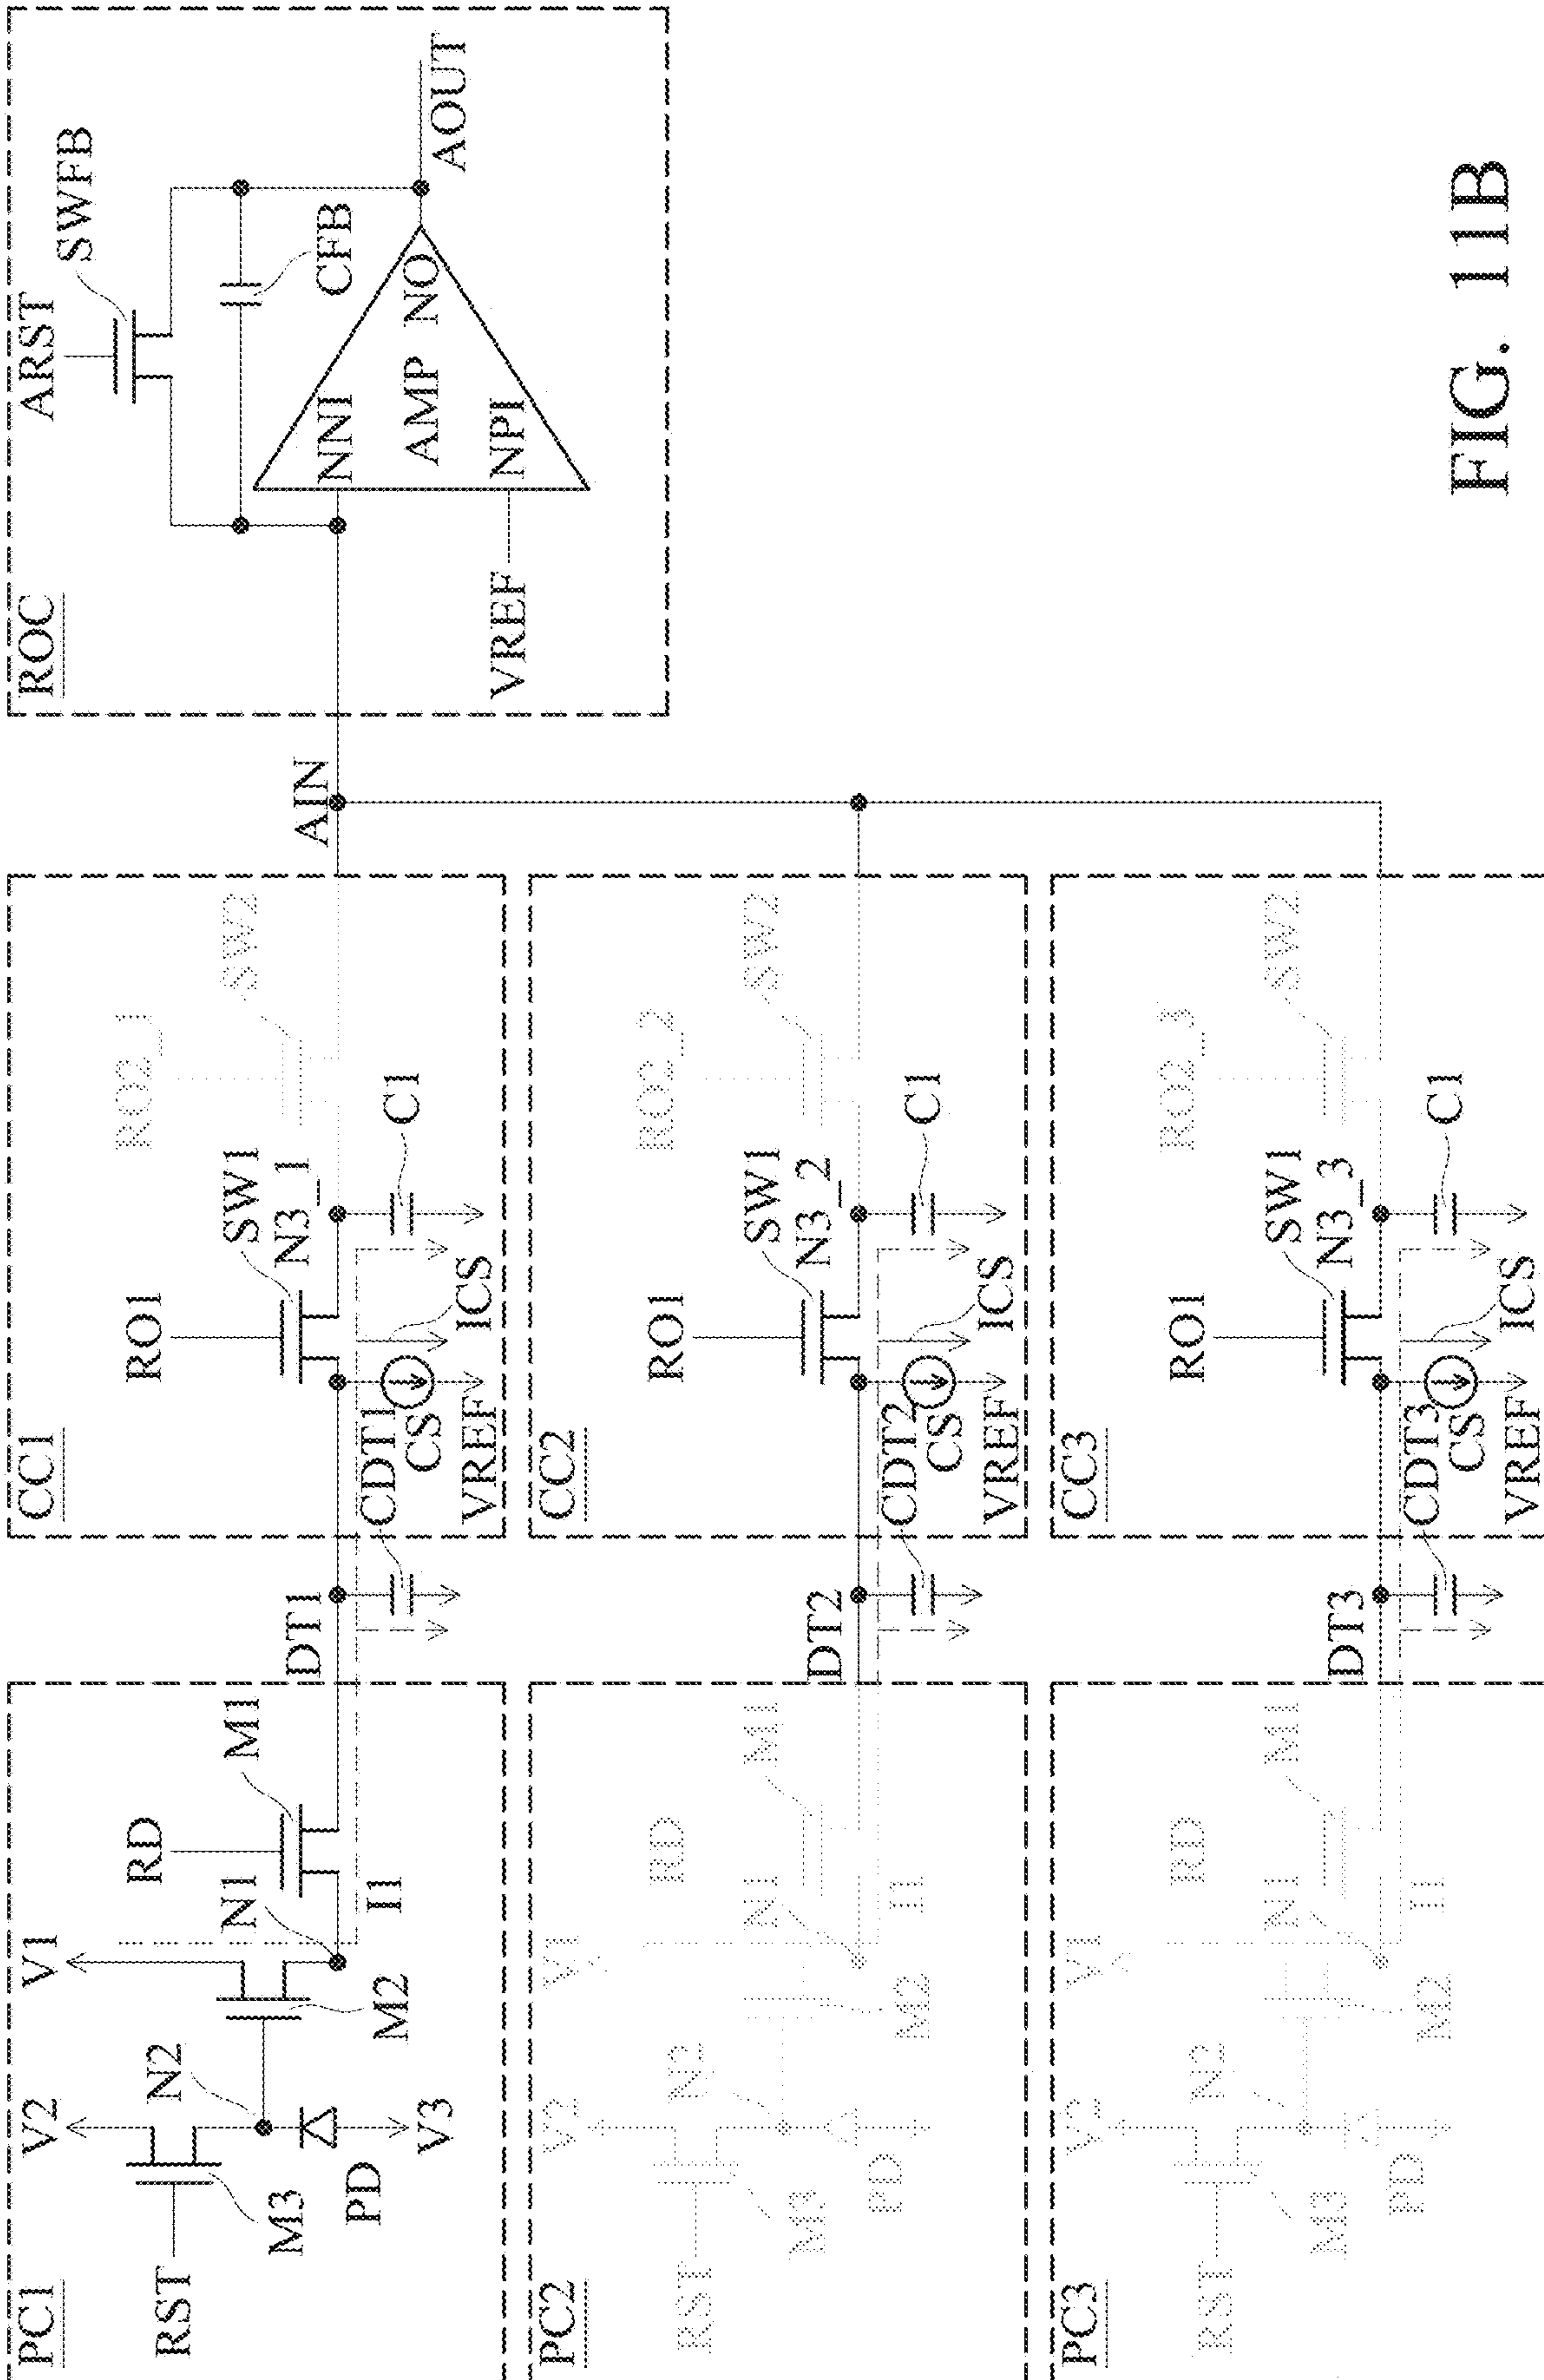 PC1
RST
M3
V2
N2
PD
V3
V1
N1
M2
RD
M1
I1
DT1
CDT1
CC1
RO1
SW1
N3_1
CS
VREF
ICS
C1
RO2_1
SW2
AIN
ROC
ARST
SWFB
CFB
NNI
AMP
NO
NPI
VREF
AOUT
PC2
RST
M3
V2
N2
PD
V1
N1
M2
RD
M1
I1
DT2
CDT2
CC2
RO1
SW1
N3_2
CS
VREF
ICS
C1
RO2_2
SW2
PC3
RST
M3
V2
N2
PD
V1
N1
M2
RD
M1
I1
DT3
CDT3
CC3
RO1
SW1
N3_3
CS
VREF
ICS
C1
RO2_3
SW2
FIG. 11B